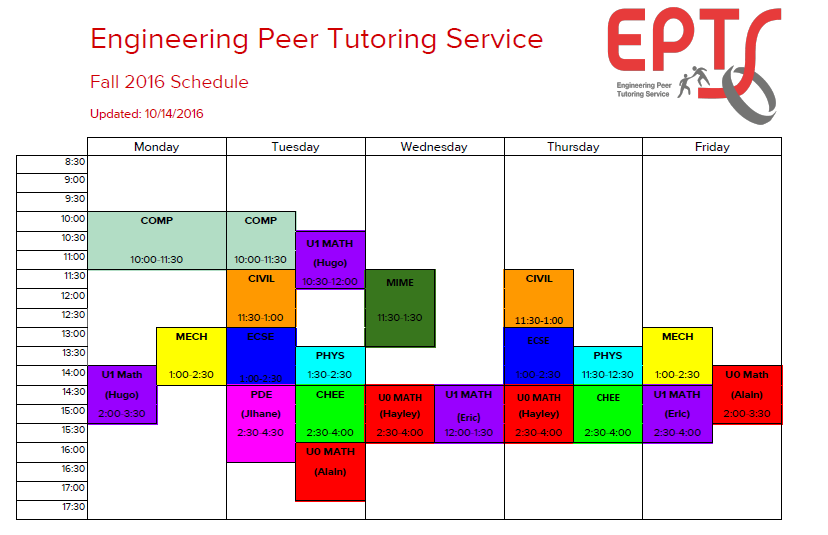 Engineering Peer Tutoring Service
Fall 2016 Schedule
Updated: 10/14/2016
EPTS
Engineering Peer
Tutoring Service
Monday Tuesday Wednesday Thursday Friday
8:30
9:00
9:30
10:00 COMP COMP
10:30 U1 MATH
11:00 10:00-11:30 10:00-11:30 (Hugo)
11:30 CIVIL 10:30-12:00 MIME CIVIL
12:00
12:30 11:30-1:00 11:30-1:30 11:30-1:00
13:00 MECH ECSE ECSE MECH
13:30 PHYS PHYS
14:00 U1 Math 1:00-2:30 1:00-2:30 1:30-2:30 1:00-2:30 11:30-12:30 1:00-2:30 U0 Math
14:30 (Hugo) PDE CHEE U0 MATH U1 MATH U0 MATH CHEE U1 MATH (Alain)
15:00 2:00-3:30 (Jihane) (Hayley) (Eric) (Hayley) (Eric) 2:00-3:30
15:30 2:30-4:30 2:30-4:00 2:30-4:00 12:00-1:30 2:30-4:00 2:30-4:00 2:30-4:00
16:00 U0 MATH
16:30 (Alain)
17:00
17:30